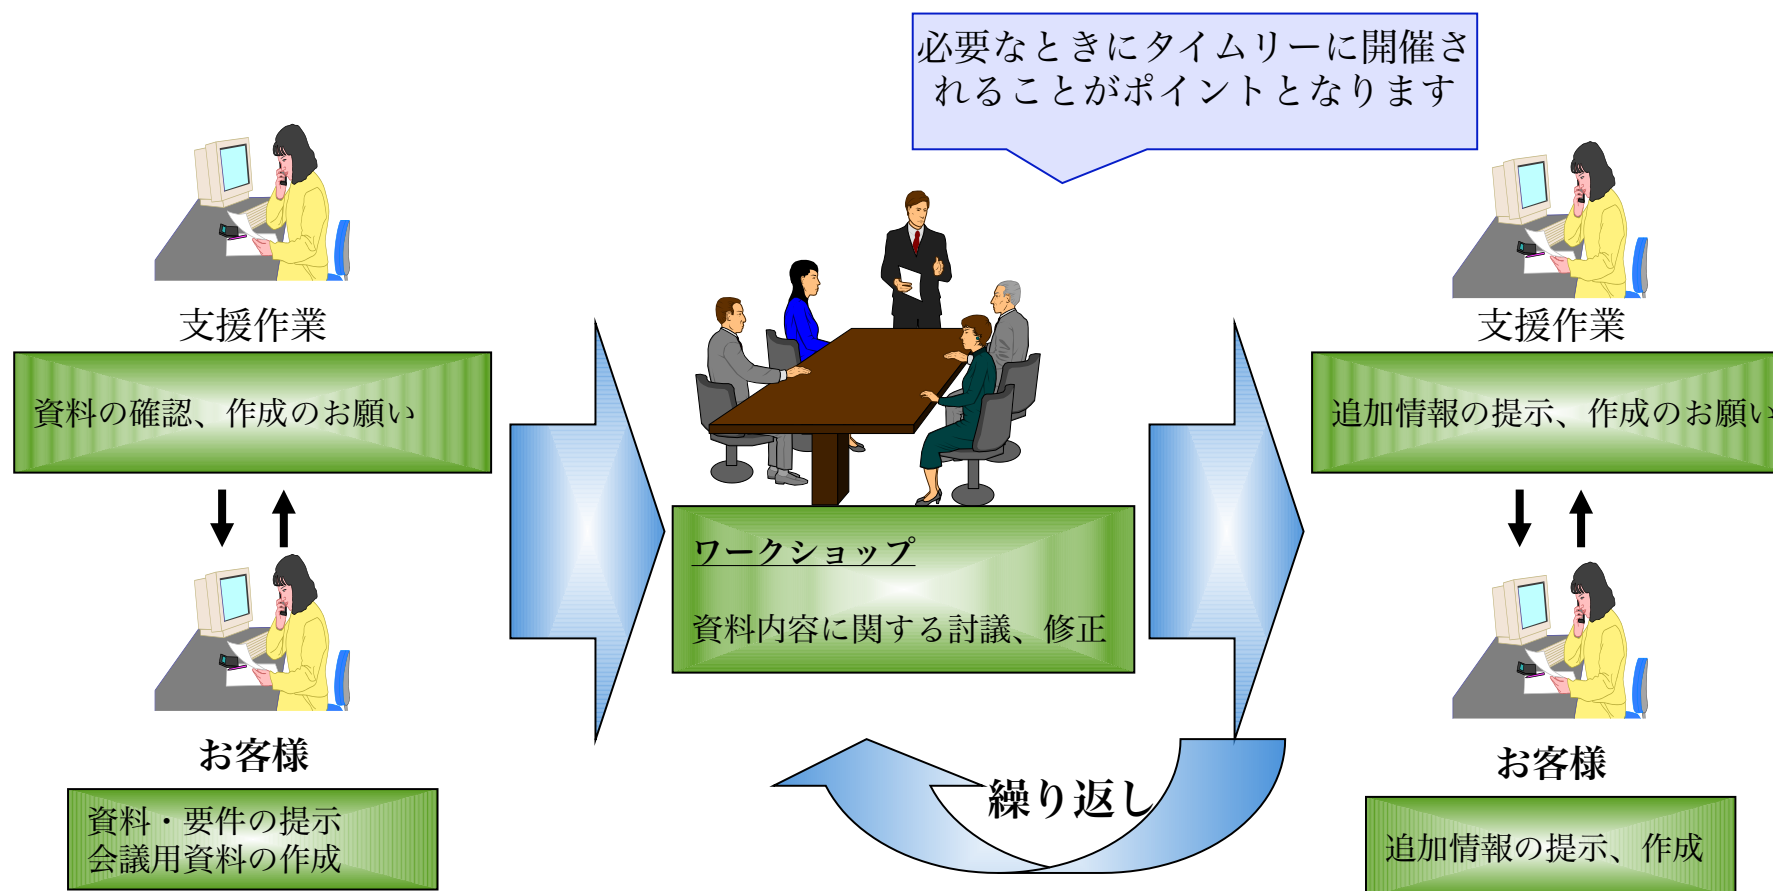 必要なときにタイムリーに開催さ
れることがポイントとなります
支援作業
資料の確認、作成のお願い
お客様
資料・要件の提示
会議用資料の作成
ワークショップ
資料内容に関する討議、修正
繰り返し
支援作業
追加情報の提示、作成のお願い
お客様
追加情報の提示、作成